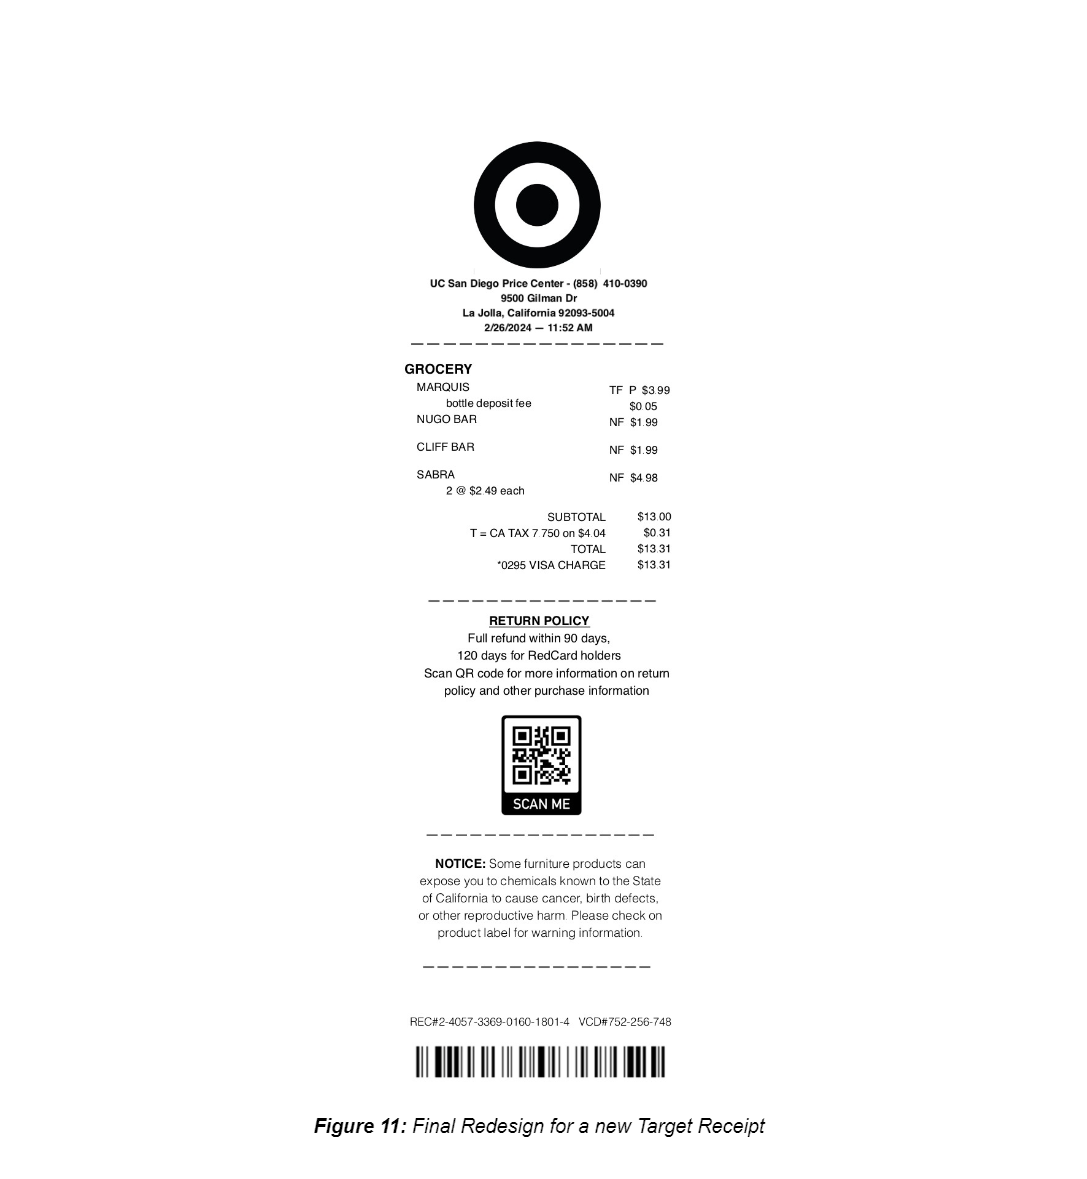 UC San Diego Price Center - (858) 410-0390
9500 Gilman Dr
La Jolla, California 92093-5004
2/26/2024 — 11:52 AM
GROCERY
MARQUIS TF P $3.99
bottle deposit fee $0.05
NUGO BAR NF $1.99
CLIFF BAR NF $1.99
SABRA NF $4.98
2 @ $2.49 each
SUBTOTAL $13.00
T = CA TAX 7.750 on $4.04 $0.31
TOTAL $13.31
*0295 VISA CHARGE $13.31
RETURN POLICY
Full refund within 90 days,
120 days for RedCard holders
Scan QR code for more information on return
policy and other purchase information
SCAN ME
NOTICE: Some furniture products can
expose you to chemicals known to the State
of California to cause cancer, birth defects,
or other reproductive harm. Please check on
product label for warning information.
REC#2-4057-3369-0160-1801-4 VCD#752-256-748
Figure 11: Final Redesign for a new Target Receipt